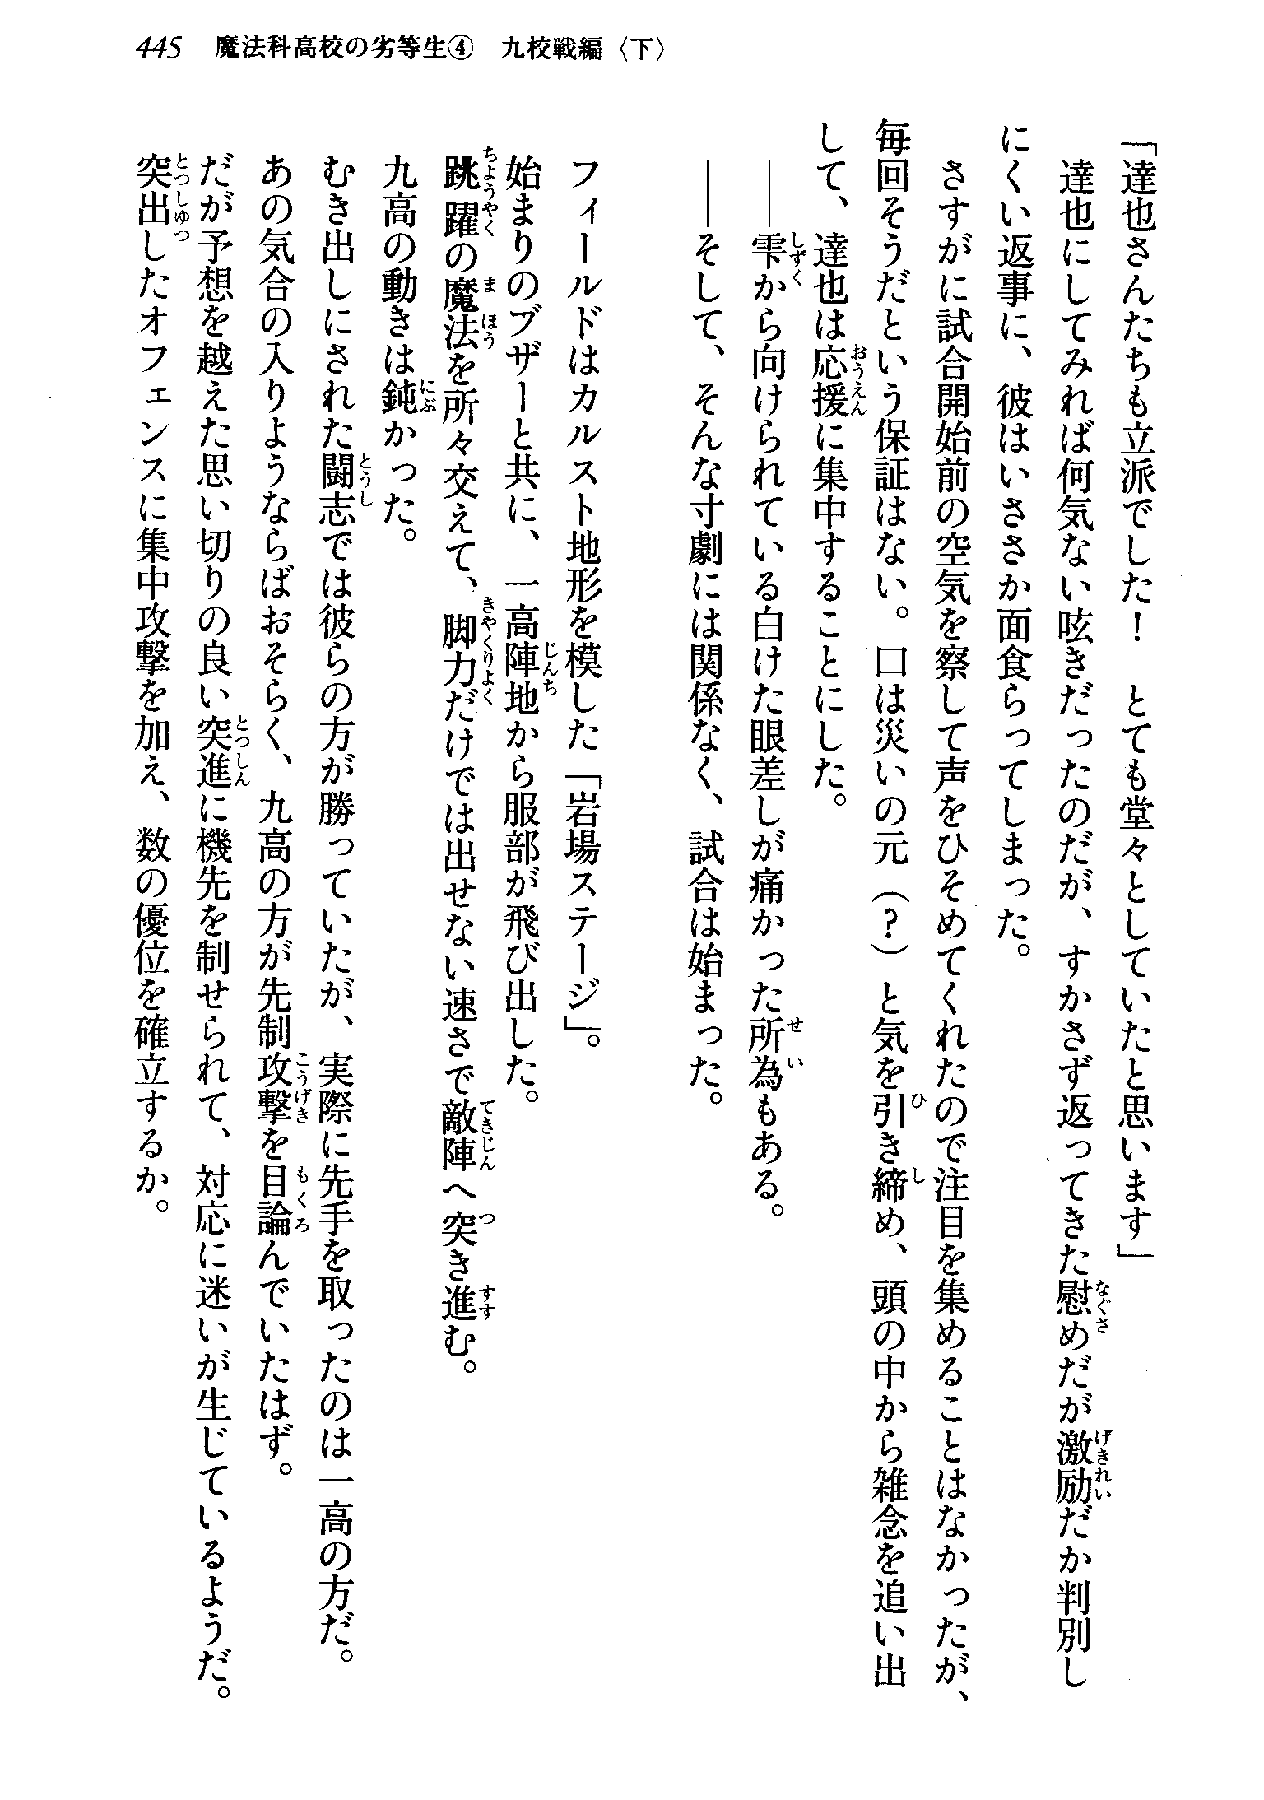 445　魔法科高校の劣等生④　九校戦編〈下〉
「達也さんたちも立派でした！　とても堂々としていたと思います」
　達也にしてみれば何気ない呟きだったのだが、すかさず返ってきた慰めだが激励だか判別し
にくい返事に、彼はいささか面食らってしまった。
　さすがに試合開始前の空気を察して声をひそめてくれたので注目を集めることはなかったが、
毎回そうだという保証はない。口は災いの元（？）と気を引き締め、頭の中から雑念を追い出
して、達也は応援に集中することにした。
　――雫から向けられている白けた眼差しが痛かった所為もある。
　――そして、そんな寸劇には関係なく、試合は始まった。
　フィールドはカルスト地形を模した「岩場ステージ」。
　始まりのブザーと共に、一高陣地から服部が飛び出した。
　跳躍の魔法を所々交えて、脚力だけでは出せない速さで敵陣へ突き進む。
　九高の動きは鈍かった。
　むき出しにされた闘志では彼らの方が勝っていたが、実際に先手を取ったのは一高の方だ。
　あの気合の入りようならばおそらく、九高の方が先制攻撃を目論んでいたはず。
　だが予想を越えた思い切りの良い突進に機先を制せられて、対応に迷いが生じているようだ。
　突出したオフェンスに集中攻撃を加え、数の優位を確立するか。